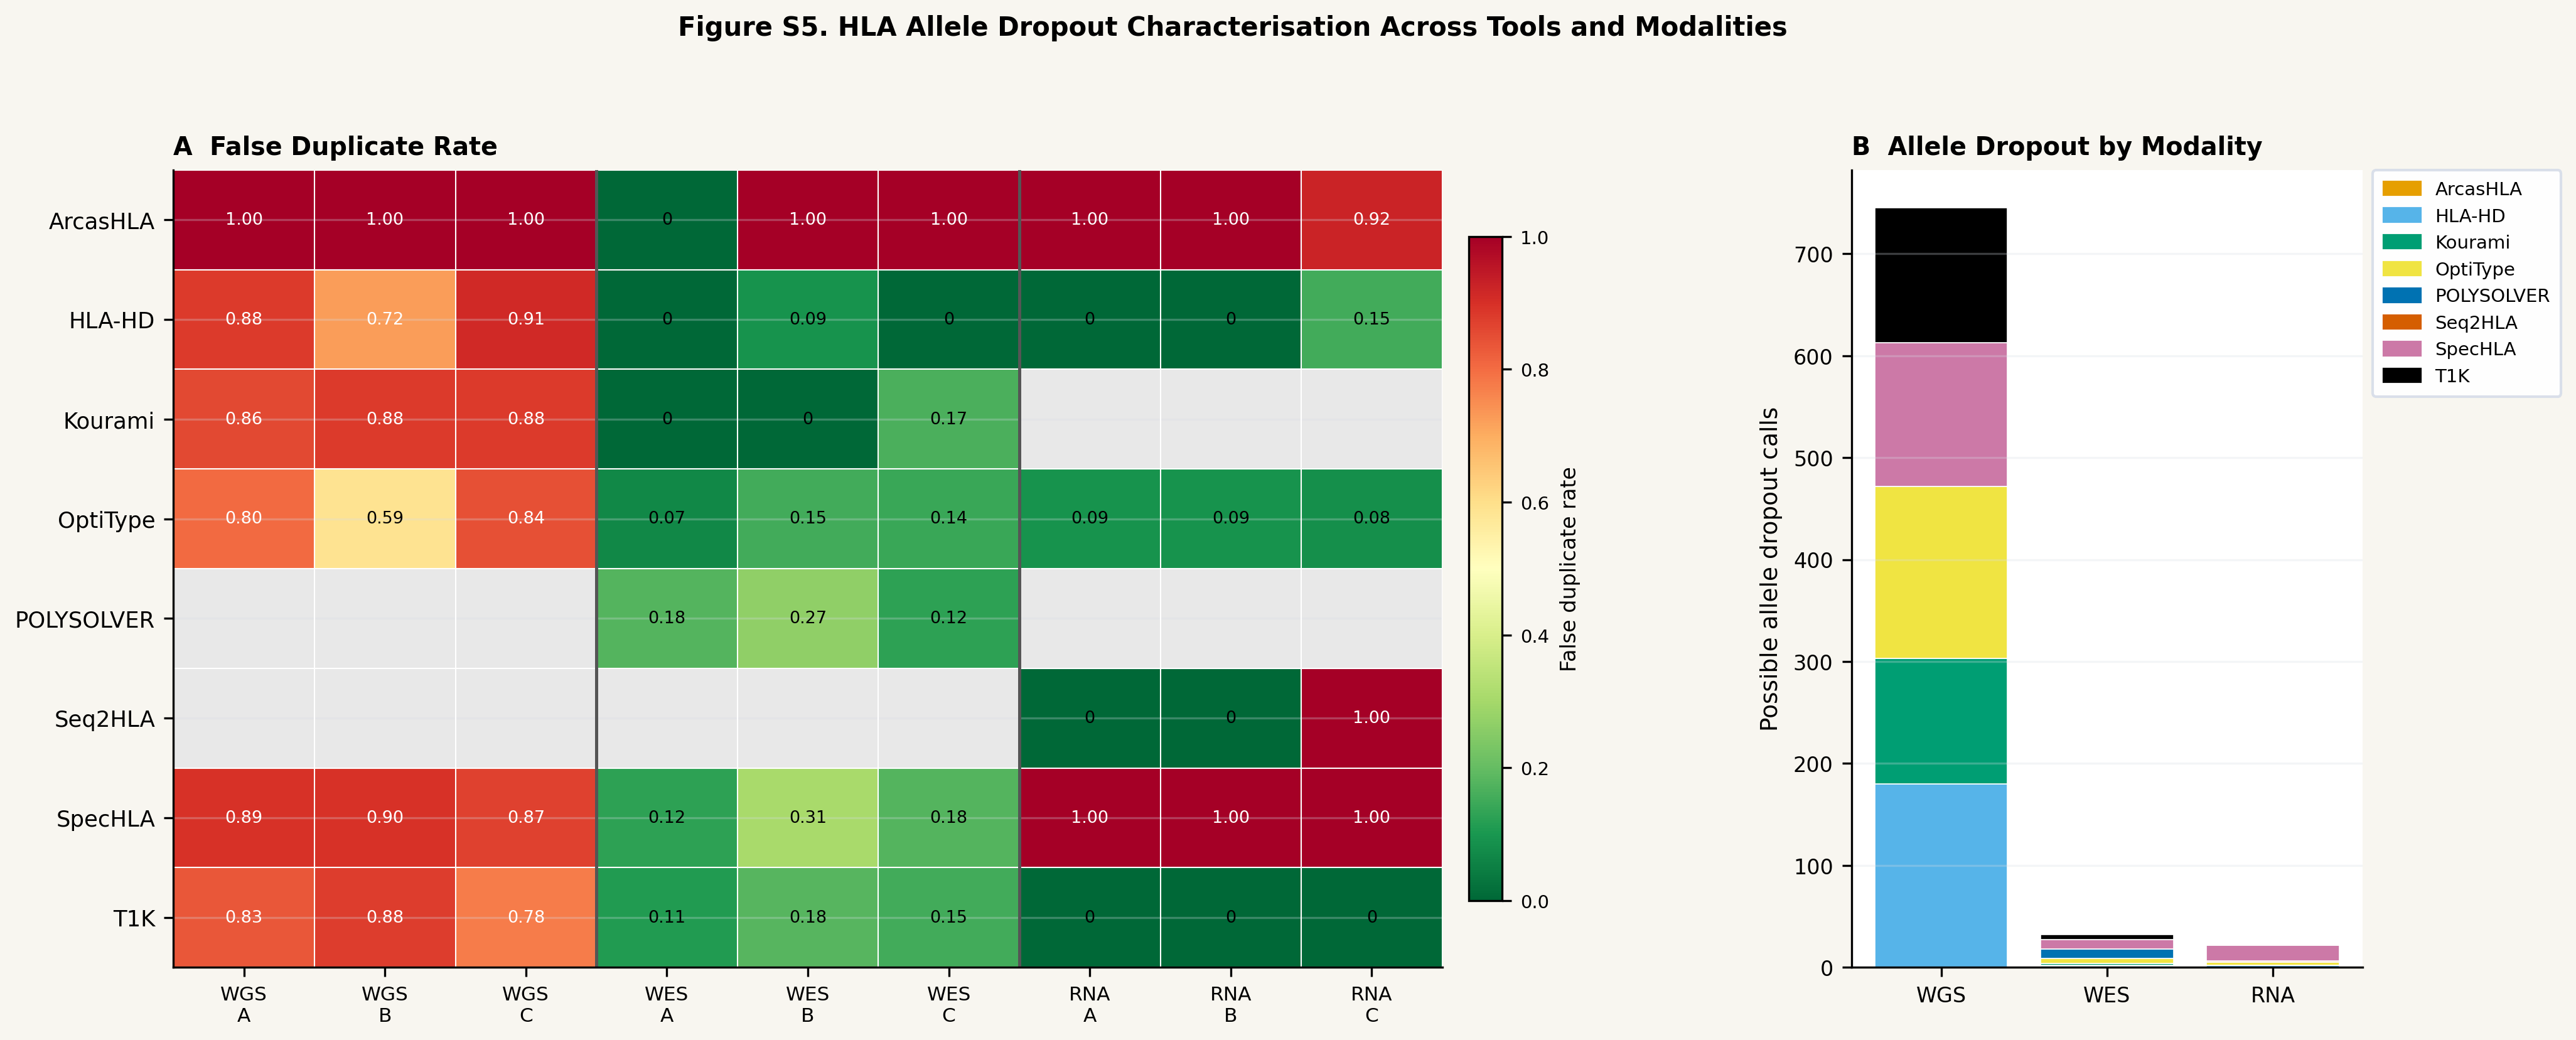 Figure S5. HLA Allele Dropout Characterisation Across Tools and Modalities
A False Duplicate Rate
ArcasHLA 1.00 1.00 1.00 0 1.00 1.00 1.00 1.00 0.92
HLA-HD 0.88 0.72 0.91 0 0.09 0 0 0 0.15
Kourami 0.86 0.88 0.88 0 0 0.17
OptiType 0.80 0.59 0.84 0.07 0.15 0.14 0.09 0.09 0.08
POLYSOLVER 0.18 0.27 0.12
Seq2HLA 0 0 1.00
SpecHLA 0.89 0.90 0.87 0.12 0.31 0.18 1.00 1.00 1.00
T1K 0.83 0.88 0.78 0.11 0.18 0.15 0 0 0
WGS WGS WGS WES WES WES RNA RNA RNA
A B C A B C A B C
1.0
0.8
0.6
0.4
0.2
0.0
False duplicate rate
B Allele Dropout by Modality
Possible allele dropout calls
700
600
500
400
300
200
100
0
WGS WES RNA
ArcasHLA
HLA-HD
Kourami
OptiType
POLYSOLVER
Seq2HLA
SpecHLA
T1K